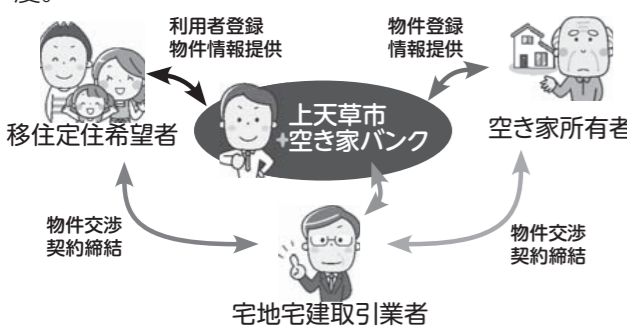 度。
利用者登録
物件情報提供
物件登録
情報提供
上天草市
空き家バンク
移住定住希望者
空き家所有者
物件交渉
契約締結
物件交渉
契約締結
宅地宅建取引業者